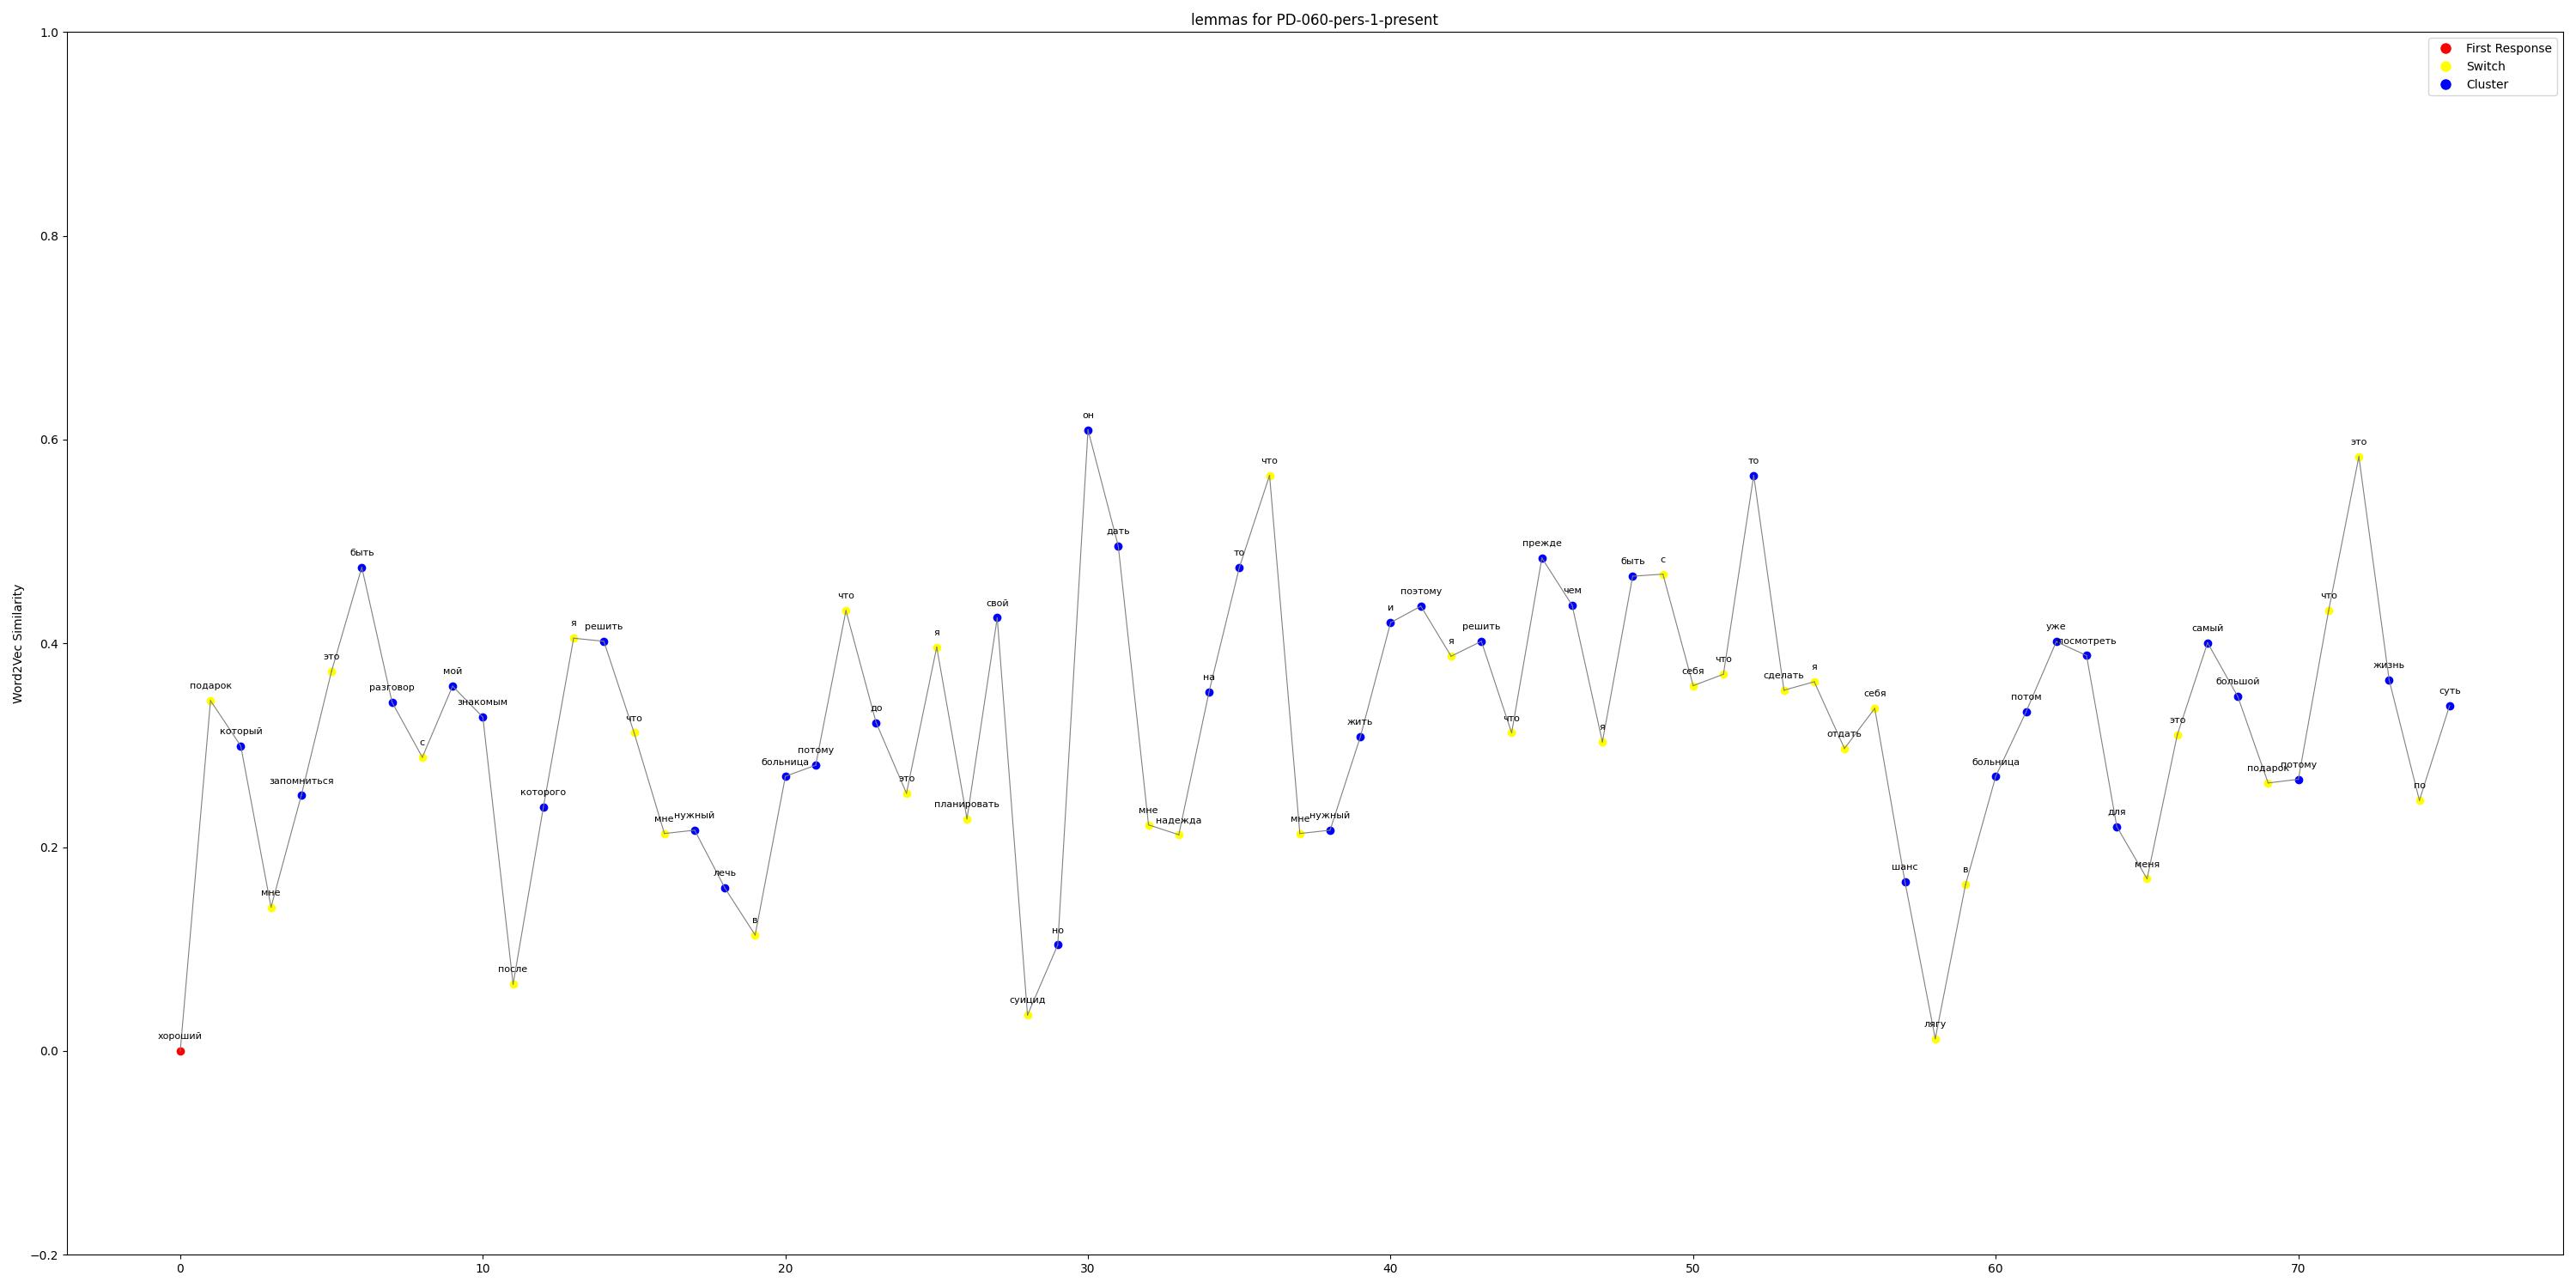 lemmas for PD-060-pers-1-present
First Response
Switch
Cluster
Word2Vec Similarity
1.0
0.8
0.6
0.4
0.2
0.0
−0.2
хороший
подарок
который
мне
запомниться
это
быть
разговор
с
мой
знакомым
после
которого
я
решить
что
мне
нужный
лечь
в
больница
потому
что
до
это
я
планировать
свой
суицид
но
он
дать
мне
надежда
на
то
что
мне
нужный
жить
и
поэтому
я
решить
что
прежде
чем
я
быть
с
себя
что
то
сделать
я
отдать
себя
шанс
лягу
в
больница
потом
уже
посмотреть
для
меня
это
самый
большой
подарок
потому
что
это
жизнь
по
суть
0 10 20 30 40 50 60 70